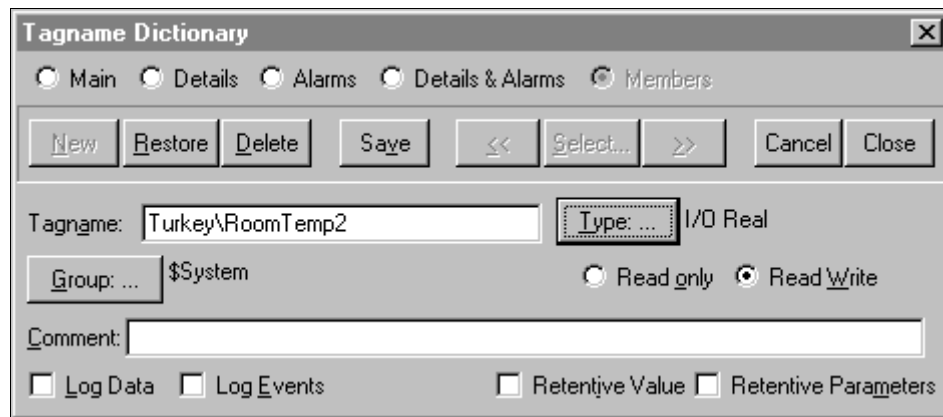 Tagname Dictionary
Main Details Alarms Details & Alarms Members
New Restore Delete Save << Select... >> Cancel Close
Tagname: Turkey\RoomTemp2 Type: ... I/O Real
Group: ... $System Read only Read Write
Comment:
Log Data Log Events Retentive Value Retentive Parameters